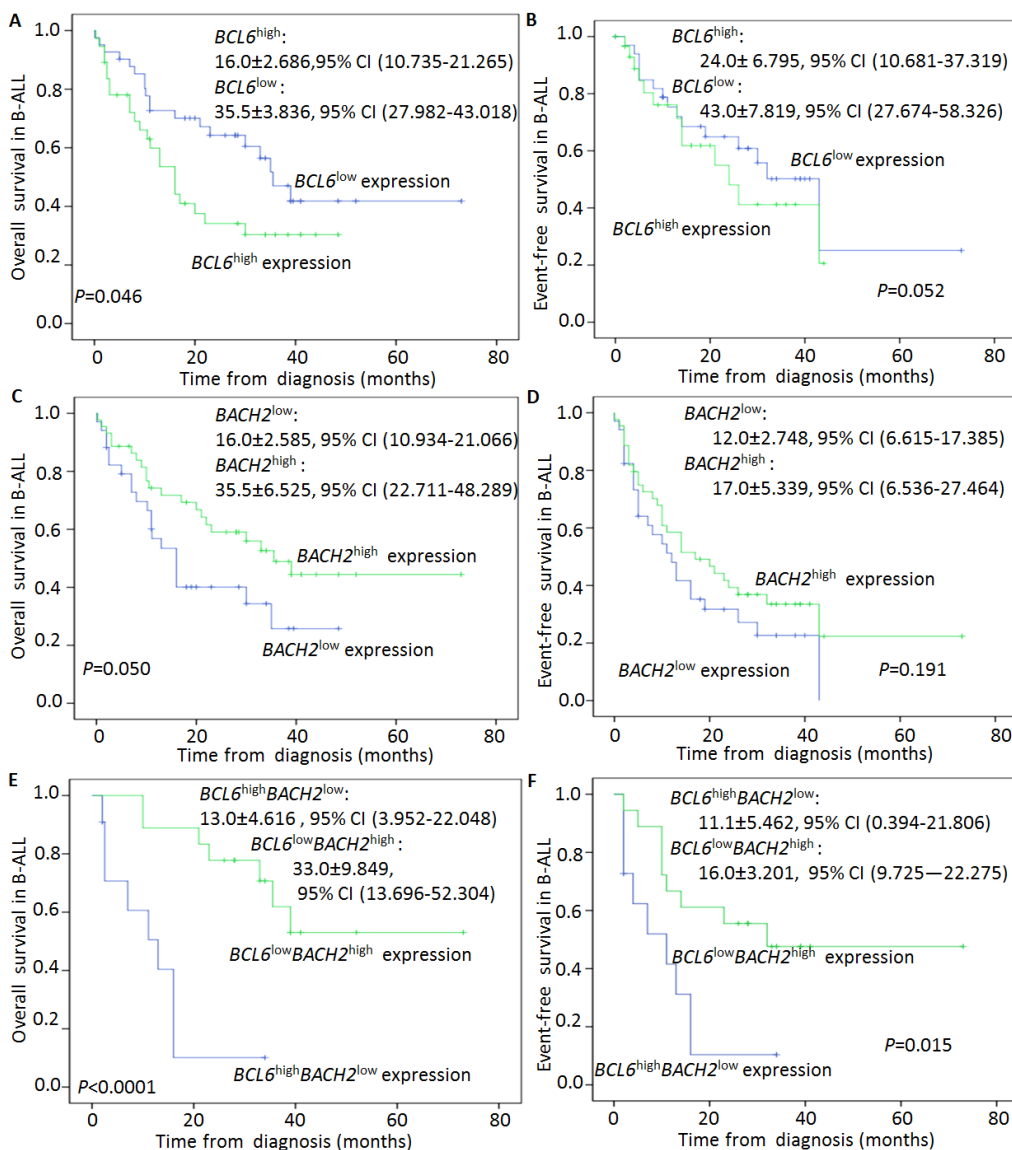 A
1.0
0.8
0.6
0.4
0.2
0.0
Overall survival in B-ALL
BCL6high:
16.0±2.686,95% CI (10.735-21.265)
BCL6low:
35.5±3.836, 95% CI (27.982-43.018)
BCL6low expression
BCL6high expression
P=0.046
0 20 40 60 80
Time from diagnosis (months)
B
1.0
0.8
0.6
0.4
0.2
0.0
Event-free survival in B-ALL
BCL6high:
24.0± 6.795, 95% CI (10.681-37.319)
BCL6low:
43.0±7.819, 95% CI (27.674-58.326)
BCL6low expression
BCL6high expression
P=0.052
0 20 40 60 80
Time from diagnosis (months)
C
1.0
0.8
0.6
0.4
0.2
0.0
Overall survival in B-ALL
BACH2low:
16.0±2.585, 95% CI (10.934-21.066)
BACH2high :
35.5±6.525, 95% CI (22.711-48.289)
BACH2high expression
BACH2low expression
P=0.050
0 20 40 60 80
Time from diagnosis (months)
D
1.0
0.8
0.6
0.4
0.2
0.0
Event-free survival in B-ALL
BACH2low:
12.0±2.748, 95% CI (6.615-17.385)
BACH2high :
17.0±5.339, 95% CI (6.536-27.464)
BACH2high expression
BACH2low expression
P=0.191
0 20 40 60 80
Time from diagnosis (months)
E
1.0
0.8
0.6
0.4
0.2
0.0
Overall survival in B-ALL
BCL6highBACH2low:
13.0±4.616 , 95% CI (3.952-22.048)
BCL6lowBACH2high :
33.0±9.849,
95% CI (13.696-52.304)
BCL6lowBACH2high expression
BCL6highBACH2low expression
P<0.0001
0 20 40 60 80
Time from diagnosis (months)
F
1.0
0.8
0.6
0.4
0.2
0.0
Event-free survival in B-ALL
BCL6highBACH2low:
11.1±5.462, 95% CI (0.394-21.806)
BCL6lowBACH2high :
16.0±3.201, 95% CI (9.725—22.275)
BCL6lowBACH2high expression
P=0.015
BCL6highBACH2low expression
0 20 40 60 80
Time from diagnosis (months)